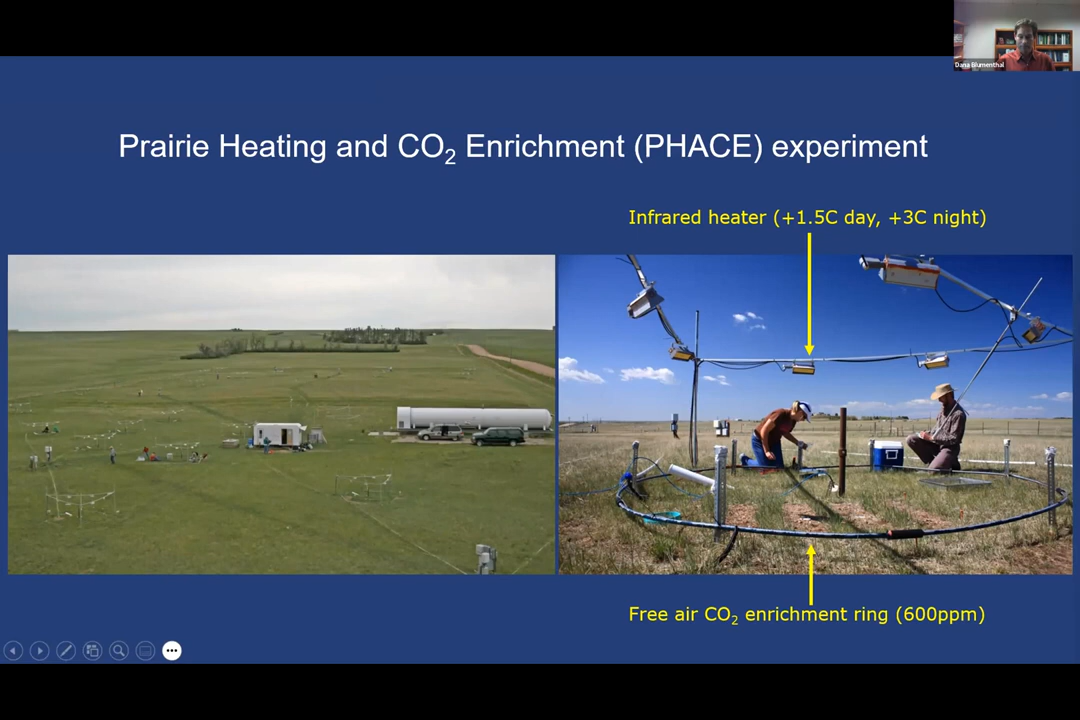 Dana Blumenthal
Prairie Heating and CO₂ Enrichment (PHACE) experiment
Infrared heater (+1.5C day, +3C night)
Free air CO₂ enrichment ring (600ppm)